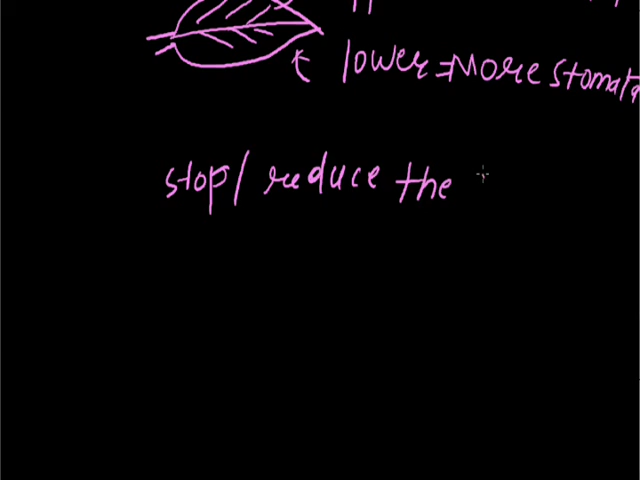 lower = More stomata
stop/ reduce the